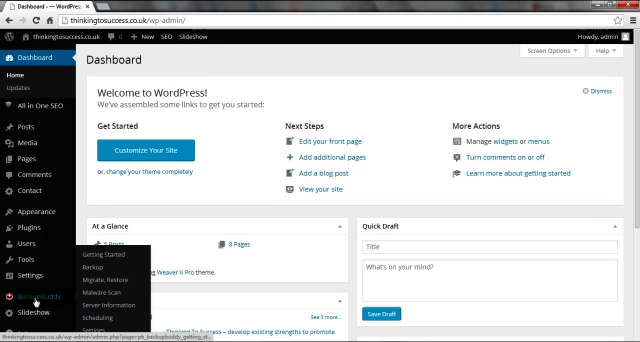 Dashboard ‹ — WordPress
thinkingtosuccess.co.uk/wp-admin/
thinkingtosuccess.co.uk 0 + New SEO Slideshow Howdy, admin
Dashboard
Home
Updates
All in One SEO
Posts
Media
Pages
Comments
Contact
Appearance
Plugins
Users
Tools
Settings
BackupBuddy
Slideshow
Getting Started
Backup
Migrate, Restore
Malware Scan
Server Information
Scheduling
Settings
Dashboard
Screen Options
Help
Welcome to WordPress!
We've assembled some links to get you started:
Dismiss
Get Started
Customize Your Site
or, change your theme completely
Next Steps
Edit your front page
Add additional pages
Add a blog post
View your site
More Actions
Manage widgets or menus
Turn comments on or off
Learn more about getting started
At a Glance
5 Posts
8 Pages
Weaver II Pro theme.
See more...
Thinking To Success – develop existing strengths to promote
Quick Draft
Title
What's on your mind?
Save Draft
thinkingtosuccess.co.uk/wp-admin/admin.php?page=pb_backupbuddy_getting_st...